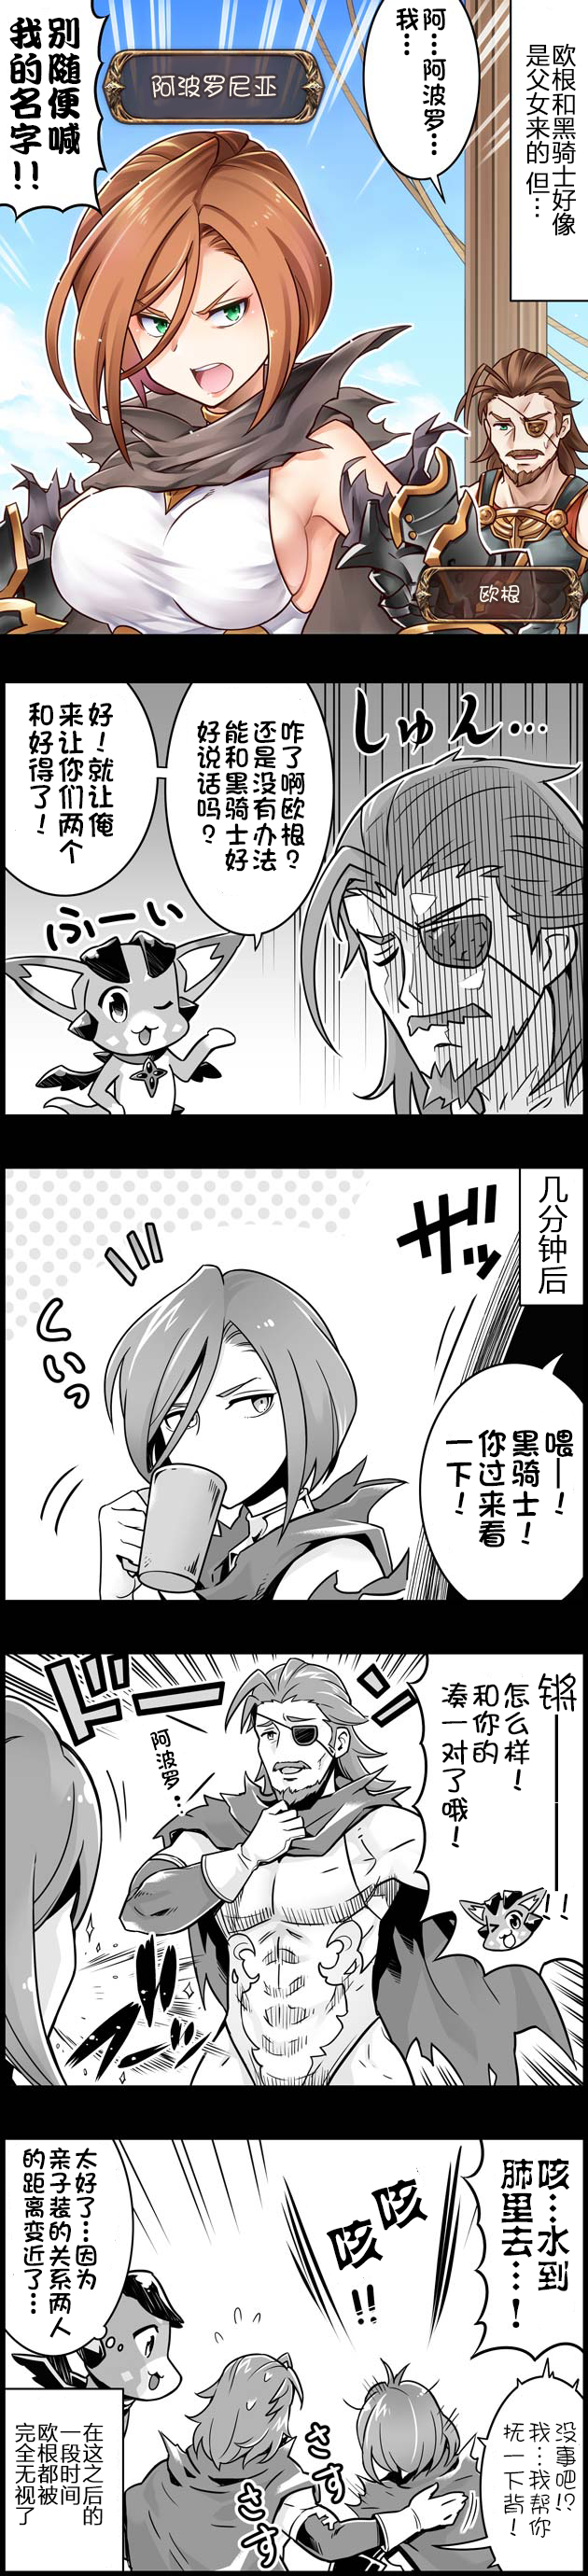 欧根和黑骑士好像
是父女来的 但…
阿…阿波罗…
我…
阿波罗尼亚
别随便喊
我的名字!!
欧根
しゅん…
咋了啊欧根?
还是没有办法
能和黑骑士好
好说话吗?
好！就让俺
来让你们两个
和好得了！
ふーい
几分钟后
ザッ
喂—！
黑骑士！
你过来看
一下！
くいっ
锵————!!
怎么样！
和你的
凑一对了哦！
ドーン
阿波罗…
咳…水到
肺里去…！
咳
咳
!!
太好了…因为
亲子装的关系两人
的距离变近了…
没事吧!?
我…我帮你
抚一下背！
さす
さす
在这之后的
一段时间
欧根都被
完全无视了